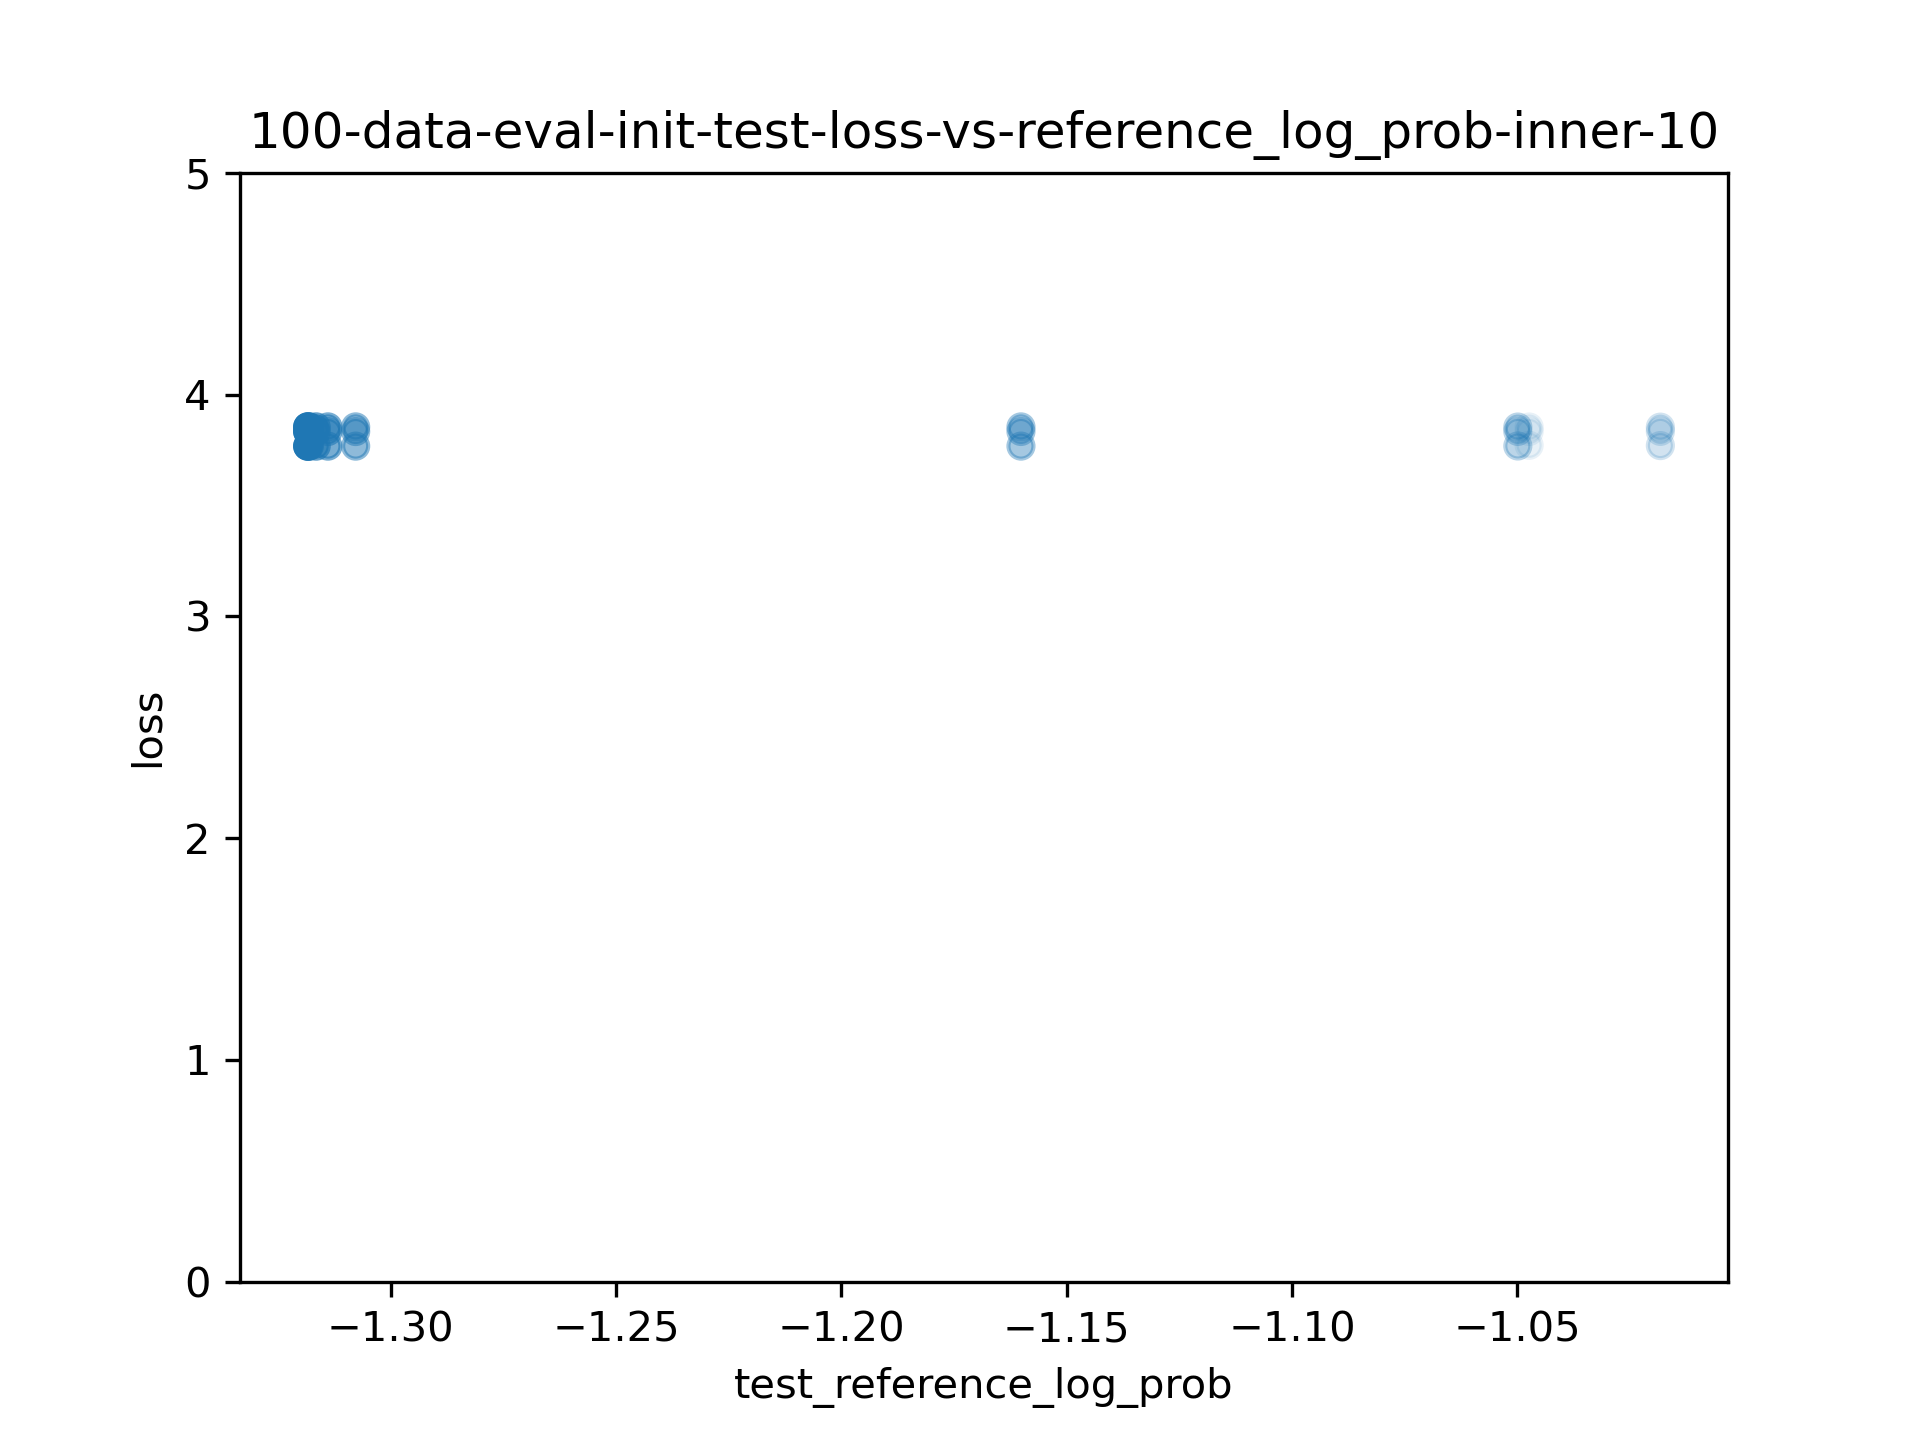 100-data-eval-init-test-loss-vs-reference_log_prob-inner-10
5
4
3
2
1
0
loss
−1.30 −1.25 −1.20 −1.15 −1.10 −1.05
test_reference_log_prob